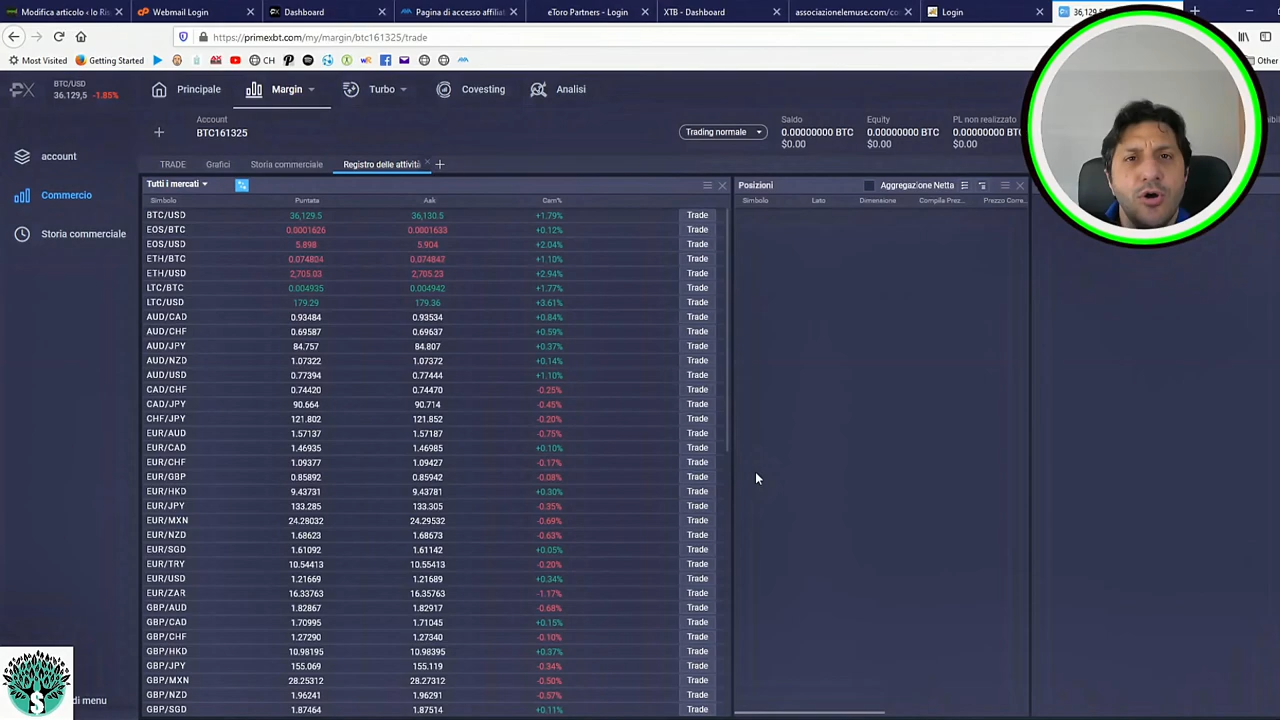 Modifica articolo ‹ lo Ri
Webmail Login
Dashboard
Pagina di accesso affiliat
eToro Partners - Login
XTB - Dashboard
associazionelemuse.com/co
Login
36,129.5
https://primexbt.com/my/margin/btc161325/trade
Most Visited
Getting Started
CH
Other
BTC/USD
36.129,5 -1.85%
Principale
Margin
Turbo
Covesting
Analisi
Account
BTC161325
Trading normale
Saldo
0.00000000 BTC
$0.00
Equity
0.00000000 BTC
$0.00
PL non realizzato
0.00000000 BTC
$0.00
account
Commercio
Storia commerciale
TRADE
Grafici
Storia commerciale
Registro delle attività
Tutti i mercati
Posizioni
Aggregazione Netta
Simbolo Puntata Ask Cam%
Simbolo Lato Dimensione Compila Prez... Prezzo Corre...
BTC/USD 36,129.5 36,130.5 +1.79% Trade
EOS/BTC 0.0001626 0.0001633 +0.12% Trade
EOS/USD 5.898 5.904 +2.04% Trade
ETH/BTC 0.074804 0.074847 +1.10% Trade
ETH/USD 2,705.03 2,705.23 +2.94% Trade
LTC/BTC 0.004935 0.004942 +1.77% Trade
LTC/USD 179.29 179.36 +3.61% Trade
AUD/CAD 0.93484 0.93534 +0.84% Trade
AUD/CHF 0.69587 0.69637 +0.59% Trade
AUD/JPY 84.757 84.807 +0.37% Trade
AUD/NZD 1.07322 1.07372 +0.14% Trade
AUD/USD 0.77394 0.77444 +1.10% Trade
CAD/CHF 0.74420 0.74470 -0.25% Trade
CAD/JPY 90.664 90.714 -0.45% Trade
CHF/JPY 121.802 121.852 -0.20% Trade
EUR/AUD 1.57137 1.57187 -0.75% Trade
EUR/CAD 1.46935 1.46985 +0.10% Trade
EUR/CHF 1.09377 1.09427 -0.17% Trade
EUR/GBP 0.85892 0.85942 -0.08% Trade
EUR/HKD 9.43731 9.43781 +0.30% Trade
EUR/JPY 133.285 133.305 -0.35% Trade
EUR/MXN 24.28032 24.29532 -0.69% Trade
EUR/NZD 1.68623 1.68673 -0.63% Trade
EUR/SGD 1.61092 1.61142 +0.05% Trade
EUR/TRY 10.54413 10.55413 -0.20% Trade
EUR/USD 1.21669 1.21689 +0.34% Trade
EUR/ZAR 16.33763 16.35763 -1.17% Trade
GBP/AUD 1.82867 1.82917 -0.68% Trade
GBP/CAD 1.70995 1.71045 +0.15% Trade
GBP/CHF 1.27290 1.27340 -0.10% Trade
GBP/HKD 10.98195 10.98395 +0.37% Trade
GBP/JPY 155.069 155.119 -0.34% Trade
GBP/MXN 28.25312 28.27312 -0.50% Trade
GBP/NZD 1.96241 1.96291 -0.57% Trade
GBP/SGD 1.87464 1.87514 +0.11% Trade
di menu
$